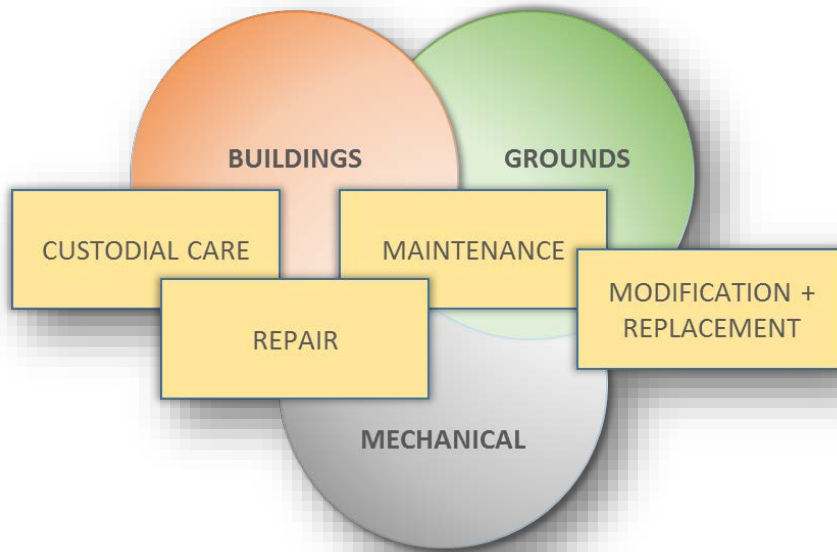 BUILDINGS
GROUNDS
CUSTODIAL CARE
MAINTENANCE
MODIFICATION +
REPLACEMENT
REPAIR
MECHANICAL